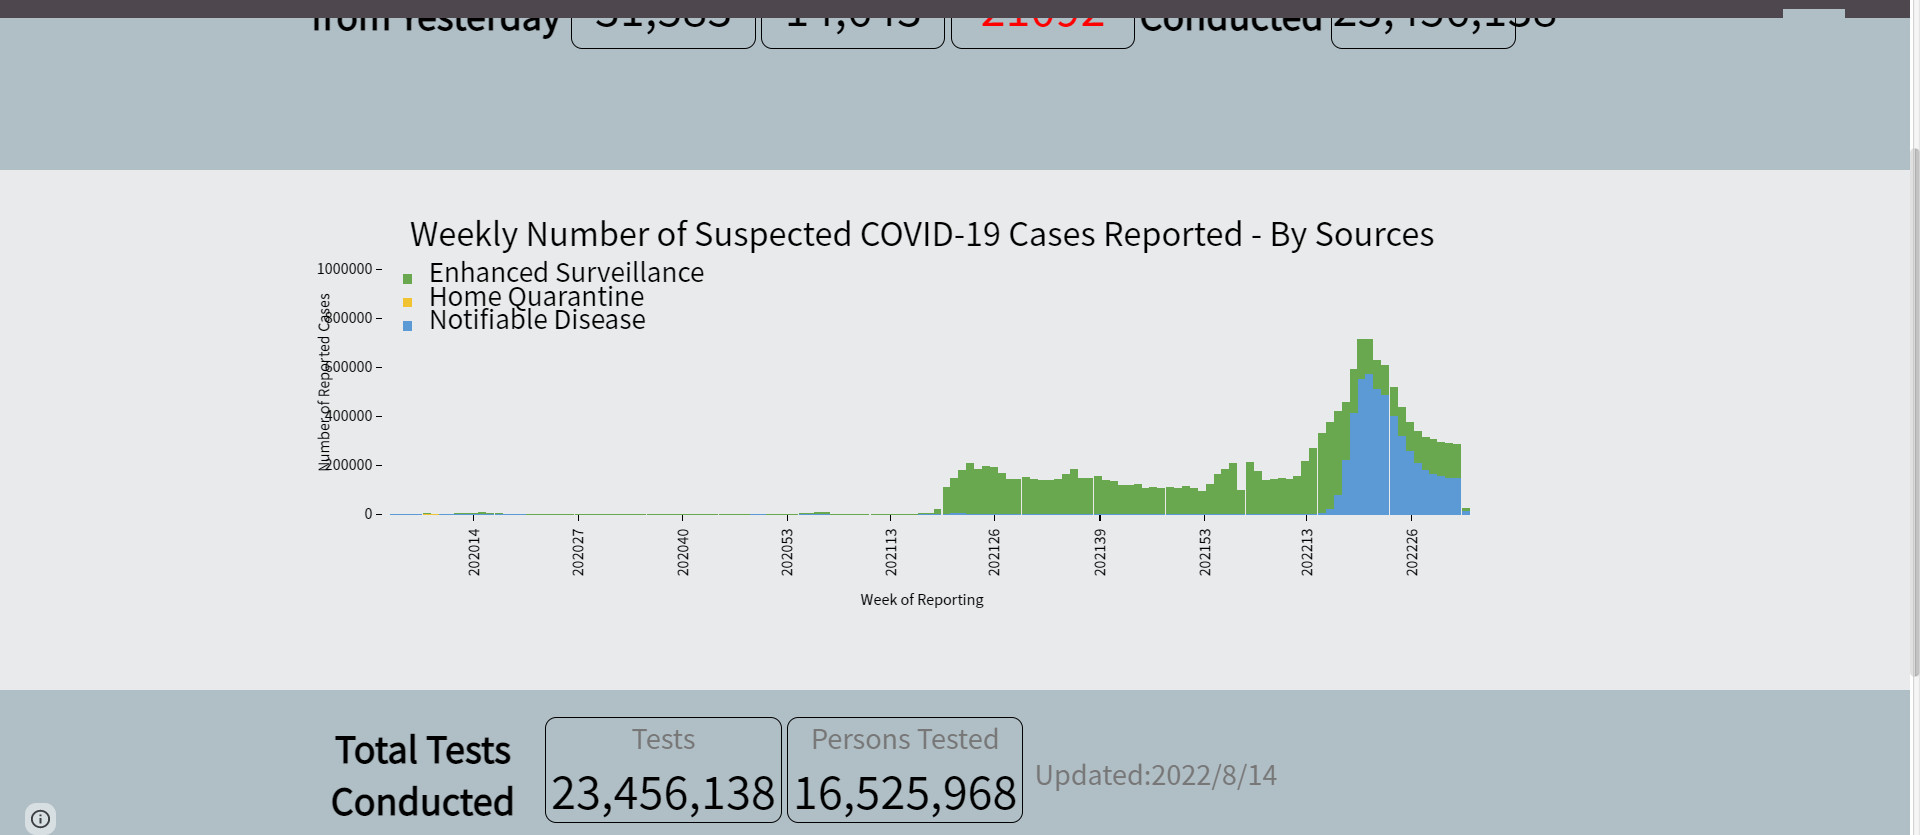 from Yesterday
21092
Conducted
23,456,138
Weekly Number of Suspected COVID-19 Cases Reported - By Sources
Enhanced Surveillance
Home Quarantine
Notifiable Disease
Number of Reported Cases
1000000
800000
600000
400000
200000
0
202014
202027
202040
202053
202113
202126
202139
202153
202213
202226
Week of Reporting
Total Tests
Conducted
Tests
23,456,138
Persons Tested
16,525,968
Updated:2022/8/14